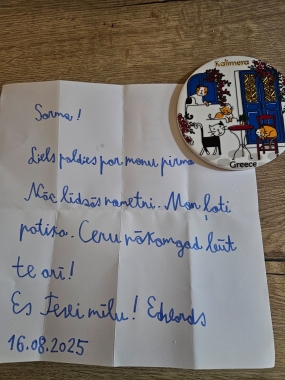 Kalimera
Greece
Sarma!
Liels paldies par manu pirmo
Nāc līdzās nometni. Man ļoti
patika. Ceru nākamgad būt
te arī!
Es Tevi mīlu! Edvards
16.08.2025